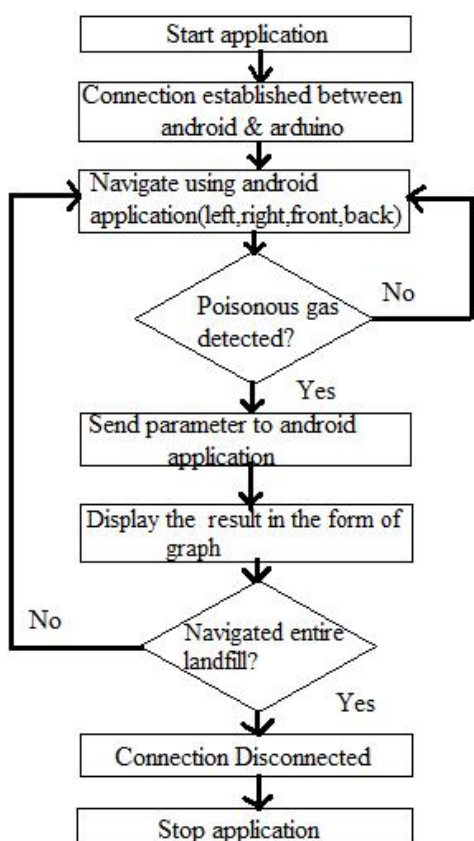 Start application
Connection established between
android & arduino
Navigate using android
application(left,right,front,back)
Poisonous gas
detected?
No
Yes
Send parameter to android
application
Display the result in the form of
graph
No
Navigated entire
landfill?
Yes
Connection Disconnected
Stop application